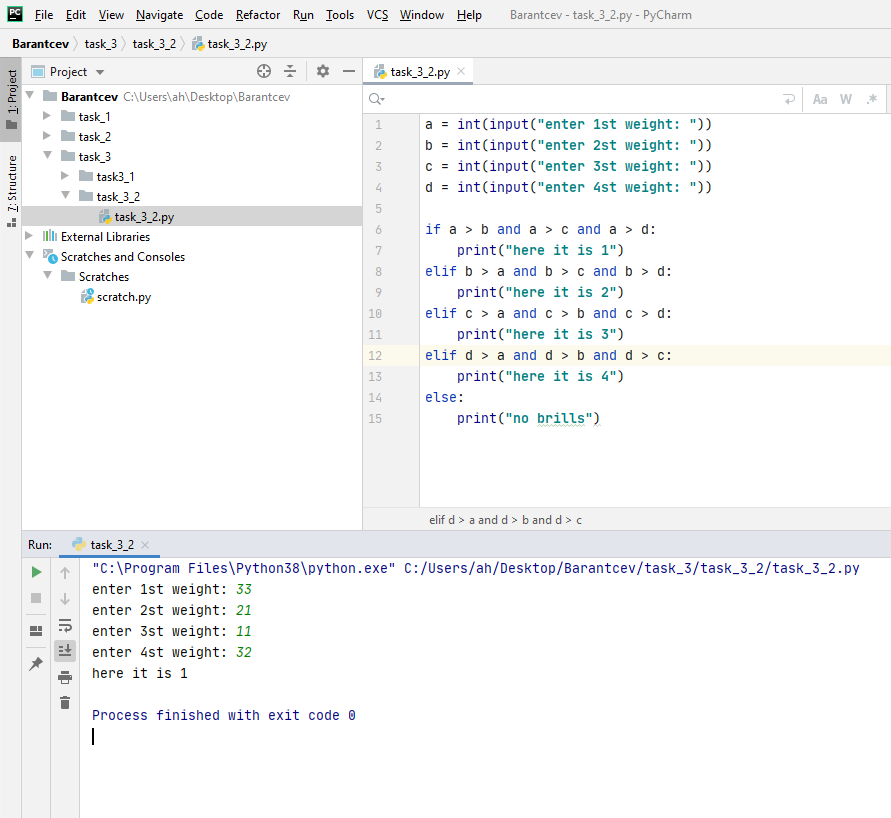 PC File Edit View Navigate Code Refactor Run Tools VCS Window Help Barantcev - task_3_2.py - PyCharm
Barantcev task_3 task_3_2 task_3_2.py
1: Project
7: Structure
Project
Barantcev C:\Users\ah\Desktop\Barantcev
task_1
task_2
task_3
task3_1
task_3_2
task_3_2.py
External Libraries
Scratches and Consoles
Scratches
scratch.py
task_3_2.py
Aa W .*
1 a = int(input("enter 1st weight: "))
2 b = int(input("enter 2st weight: "))
3 c = int(input("enter 3st weight: "))
4 d = int(input("enter 4st weight: "))
5
6 if a > b and a > c and a > d:
7     print("here it is 1")
8 elif b > a and b > c and b > d:
9     print("here it is 2")
10 elif c > a and c > b and c > d:
11     print("here it is 3")
12 elif d > a and d > b and d > c:
13     print("here it is 4")
14 else:
15     print("no brills")
elif d > a and d > b and d > c
Run: task_3_2
"C:\Program Files\Python38\python.exe" C:/Users/ah/Desktop/Barantcev/task_3/task_3_2/task_3_2.py
enter 1st weight: 33
enter 2st weight: 21
enter 3st weight: 11
enter 4st weight: 32
here it is 1
Process finished with exit code 0